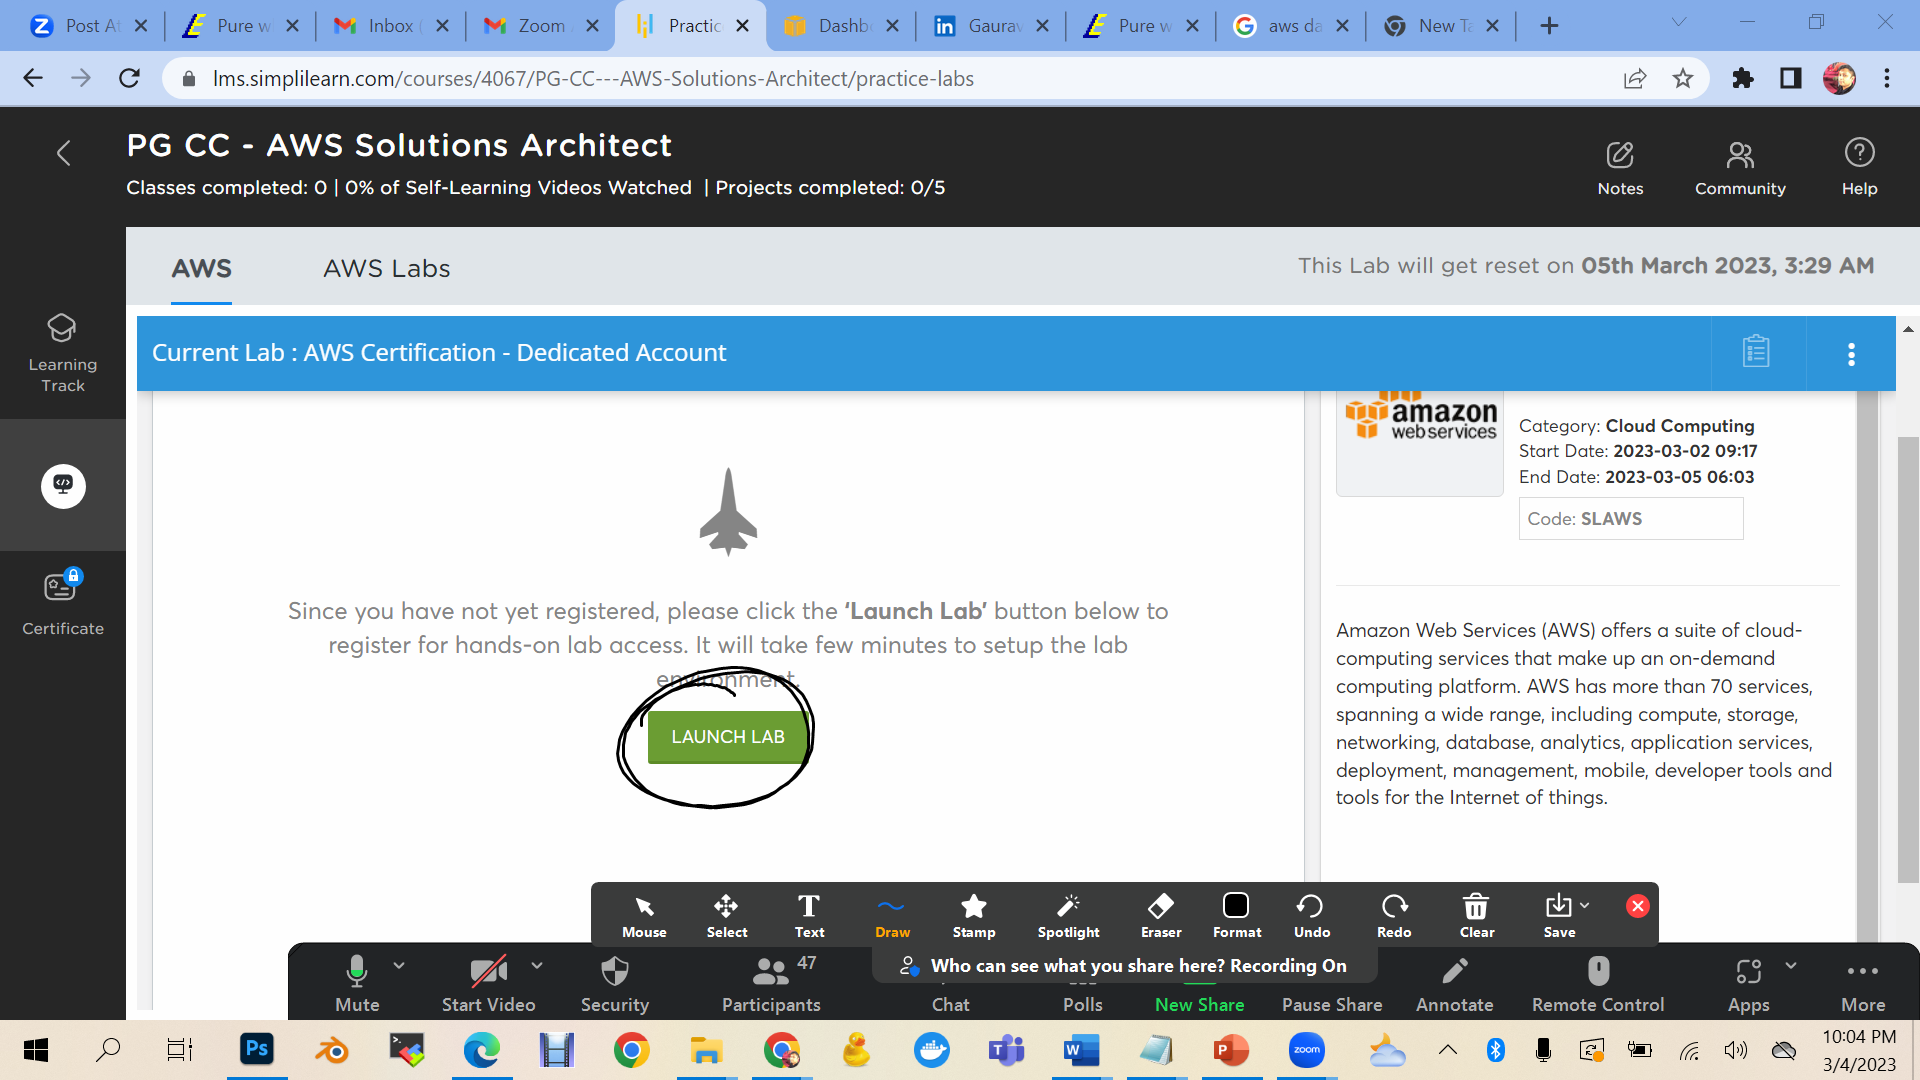 Post At
Pure w
Inbox (
Zoom
Practic
Dashb
Gaurav
Pure w
aws da
New Ta
lms.simplilearn.com/courses/4067/PG-CC---AWS-Solutions-Architect/practice-labs
PG CC - AWS Solutions Architect
Classes completed: 0 | 0% of Self-Learning Videos Watched | Projects completed: 0/5
Notes
Community
Help
AWS
AWS Labs
This Lab will get reset on 05th March 2023, 3:29 AM
Learning
Track
Certificate
Current Lab : AWS Certification - Dedicated Account
Since you have not yet registered, please click the ‘Launch Lab’ button below to
register for hands-on lab access. It will take few minutes to setup the lab
environment.
LAUNCH LAB
amazon
webservices
Category: Cloud Computing
Start Date: 2023-03-02 09:17
End Date: 2023-03-05 06:03
Code: SLAWS
Amazon Web Services (AWS) offers a suite of cloud-
computing services that make up an on-demand
computing platform. AWS has more than 70 services,
spanning a wide range, including compute, storage,
networking, database, analytics, application services,
deployment, management, mobile, developer tools and
tools for the Internet of things.
Mouse
Select
Text
Draw
Stamp
Spotlight
Eraser
Format
Undo
Redo
Clear
Save
Who can see what you share here? Recording On
Mute
Start Video
Security
47
Participants
Chat
Polls
New Share
Pause Share
Annotate
Remote Control
Apps
More
Ps
W
P
zoom
10:04 PM
3/4/2023